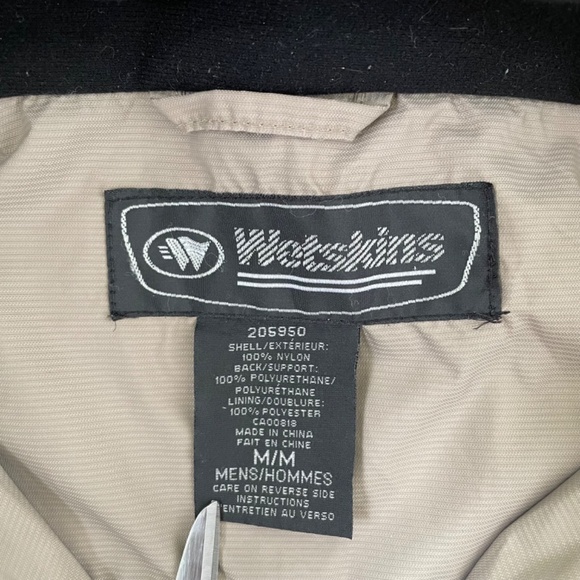 W Wetskins
205950
SHELL/EXTÉRIEUR:
100% NYLON
BACK/SUPPORT:
100% POLYURETHANE/
POLYURÉTHANE
LINING/DOUBLURE:
100% POLYESTER
CA00818
MADE IN CHINA
FAIT EN CHINE
M/M
MENS/HOMMES
CARE ON REVERSE SIDE
INSTRUCTIONS
D'ENTRETIEN AU VERSO